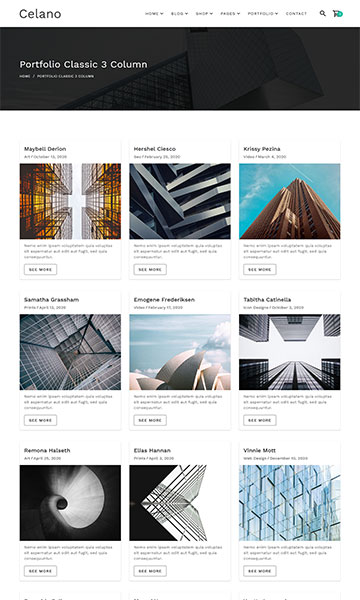 Celano
HOME BLOG SHOP PAGES PORTFOLIO CONTACT
Portfolio Classic 3 Column
HOME / PORTFOLIO CLASSIC 3 COLUMN
Maybell Derion
Art / October 13, 2020
Nemo enim ipsam voluptatem quia voluptas
sit aspernatur aut odit aut fugit, sed quia
consequuntur.
SEE MORE
Hershel Ciesco
Seo / February 20, 2020
Nemo enim ipsam voluptatem quia voluptas
sit aspernatur aut odit aut fugit, sed quia
consequuntur.
SEE MORE
Krissy Pezina
Video / March 4, 2020
Nemo enim ipsam voluptatem quia voluptas
sit aspernatur aut odit aut fugit, sed quia
consequuntur.
SEE MORE
Samatha Grassham
Prints / April 13, 2020
Nemo enim ipsam voluptatem quia voluptas
sit aspernatur aut odit aut fugit, sed quia
consequuntur.
SEE MORE
Emogene Frederiksen
Video / February 17, 2020
Nemo enim ipsam voluptatem quia voluptas
sit aspernatur aut odit aut fugit, sed quia
consequuntur.
SEE MORE
Tabitha Catinella
Icon Design / October 2, 2020
Nemo enim ipsam voluptatem quia voluptas
sit aspernatur aut odit aut fugit, sed quia
consequuntur.
SEE MORE
Remona Halseth
Art / April 25, 2020
Nemo enim ipsam voluptatem quia voluptas
sit aspernatur aut odit aut fugit, sed quia
consequuntur.
SEE MORE
Elias Hannan
Prints / April 2, 2020
Nemo enim ipsam voluptatem quia voluptas
sit aspernatur aut odit aut fugit, sed quia
consequuntur.
SEE MORE
Vinnie Mott
Web Design / December 10, 2020
Nemo enim ipsam voluptatem quia voluptas
sit aspernatur aut odit aut fugit, sed quia
consequuntur.
SEE MORE